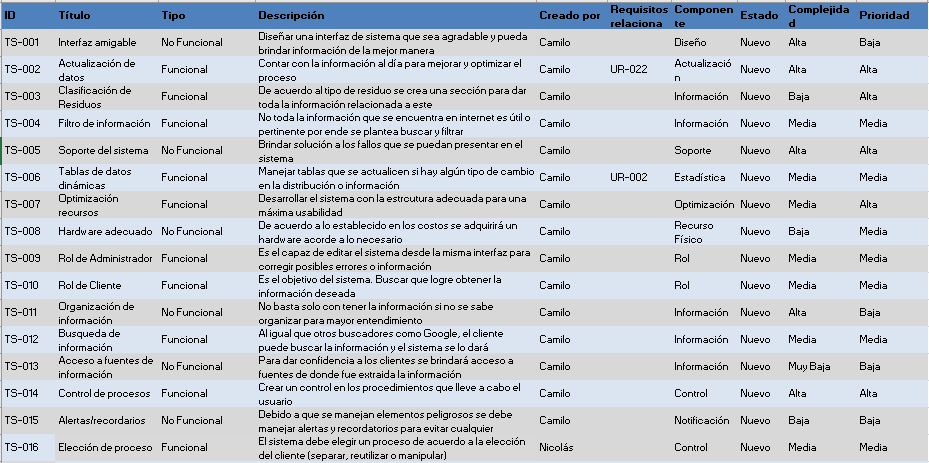 ID Título Tipo Descripción Creado por Requisitos relaciona Component e Estado Complejida d Prioridad
TS-001 Interfaz amigable No Funcional Diseñar una interfaz de sistema que sea agradable y pueda brindar información de la mejor manera Camilo Diseño Nuevo Alta Baja
TS-002 Actualización de datos Funcional Contar con la información al día para mejorar y optimizar el proceso Camilo UR-022 Actualizació n Nuevo Alta Alta
TS-003 Clasificación de Residuos Funcional De acuerdo al tipo de residuo se crea una sección para dar toda la información relacionada a este Camilo Información Nuevo Baja Alta
TS-004 Filtro de información Funcional No toda la información que se encuentra en internet es útil o pertinente por ende se plantea buscar y filtrar Camilo Información Nuevo Media Media
TS-005 Soporte del sistema No Funcional Brindar solución a los fallos que se puedan presentar en el sistema Camilo Soporte Nuevo Alta Alta
TS-006 Tablas de datos dinámicas Funcional Manejar tablas que se actualicen si hay algún tipo de cambio en la distribución o información Camilo UR-002 Estadística Nuevo Media Media
TS-007 Optimización recursos Funcional Desarrollar el sistema con la estrcutura adecuada para una máxima usabilidad Camilo Optimización Nuevo Media Alta
TS-008 Hardware adecuado No Funcional De acuerdo a lo establecido en los costos se adquirirá un hardware acorde a lo necesario Camilo Recurso Físico Nuevo Baja Media
TS-009 Rol de Administrador Funcional Es el capaz de editar el sistema desde la misma interfaz para corregir posibles errores o información Camilo Rol Nuevo Media Media
TS-010 Rol de Cliente Funcional Es el objetivo del sistema. Buscar que logre obtener la información deseada Camilo Rol Nuevo Media Media
TS-011 Organización de información No Funcional No basta solo con tener la información si no se sabe organizar para mayor entendimiento Camilo Información Nuevo Alta Baja
TS-012 Busqueda de información Funcional Al igual que otros buscadores como Google, el cliente puede buscar la información y el sistema se lo dará Camilo Información Nuevo Media Media
TS-013 Acceso a fuentes de información No Funcional Para dar confidencia a los clientes se brindará acceso a fuentes de donde fue extraida la información Camilo Información Nuevo Muy Baja Baja
TS-014 Control de procesos Funcional Crear un control en los procedimientos que lleve a cabo el usuario Camilo Control Nuevo Alta Alta
TS-015 Alertas/recordarios No Funcional Debido a que se manejan elementos peligrosos se debe manejar alertas y recordatorios para evitar cualquier Camilo Notificación Nuevo Baja Baja
TS-016 Elección de proceso Funcional El sistema debe elegir un proceso de acuerdo a la elección del cliente (separar, reutilizar o manipular) Nicolás Control Nuevo Media Media